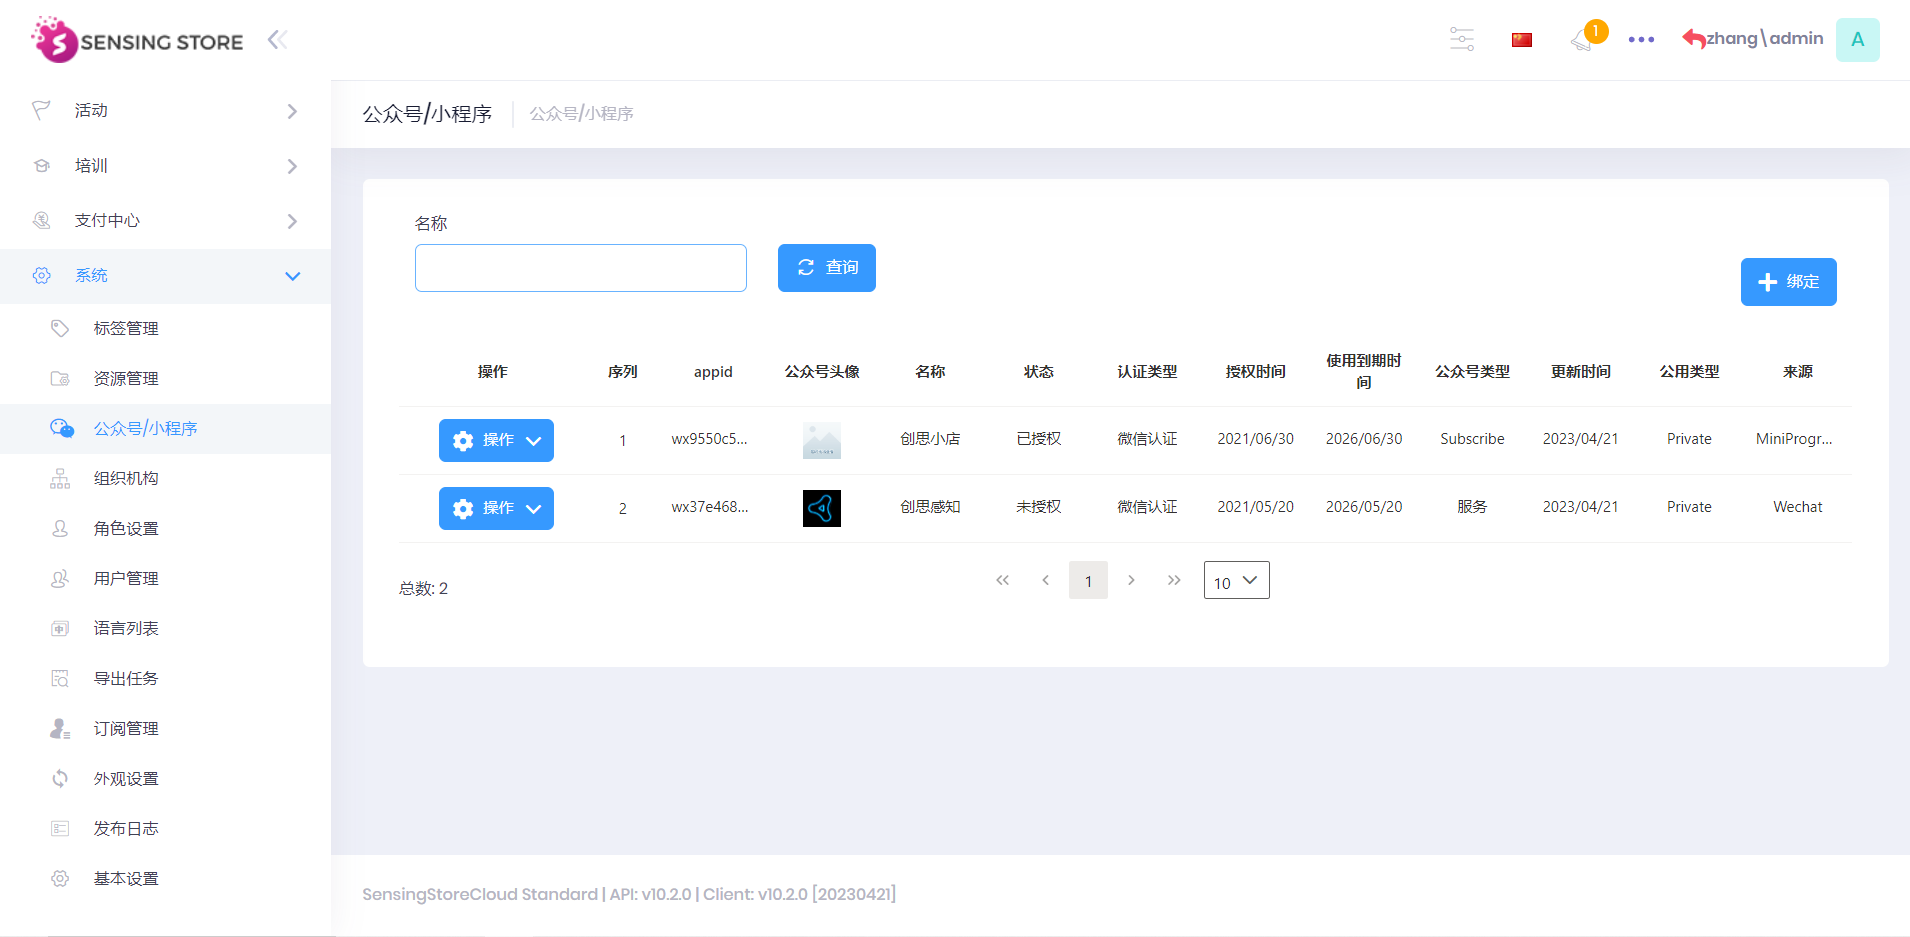 SENSING STORE
1
zhang\admin
A
活动
培训
支付中心
系统
标签管理
资源管理
公众号/小程序
组织机构
角色设置
用户管理
语言列表
导出任务
订阅管理
外观设置
发布日志
基本设置
公众号/小程序 公众号/小程序
名称
查询
绑定
操作 序列 appid 公众号头像 名称 状态 认证类型 授权时间 使用到期时间 公众号类型 更新时间 公用类型 来源
操作 1 wx9550c5... 创思小店 已授权 微信认证 2021/06/30 2026/06/30 Subscribe 2023/04/21 Private MiniProgr...
操作 2 wx37e468... 创思感知 未授权 微信认证 2021/05/20 2026/05/20 服务 2023/04/21 Private Wechat
总数: 2
1
10
SensingStoreCloud Standard | API: v10.2.0 | Client: v10.2.0 [20230421]